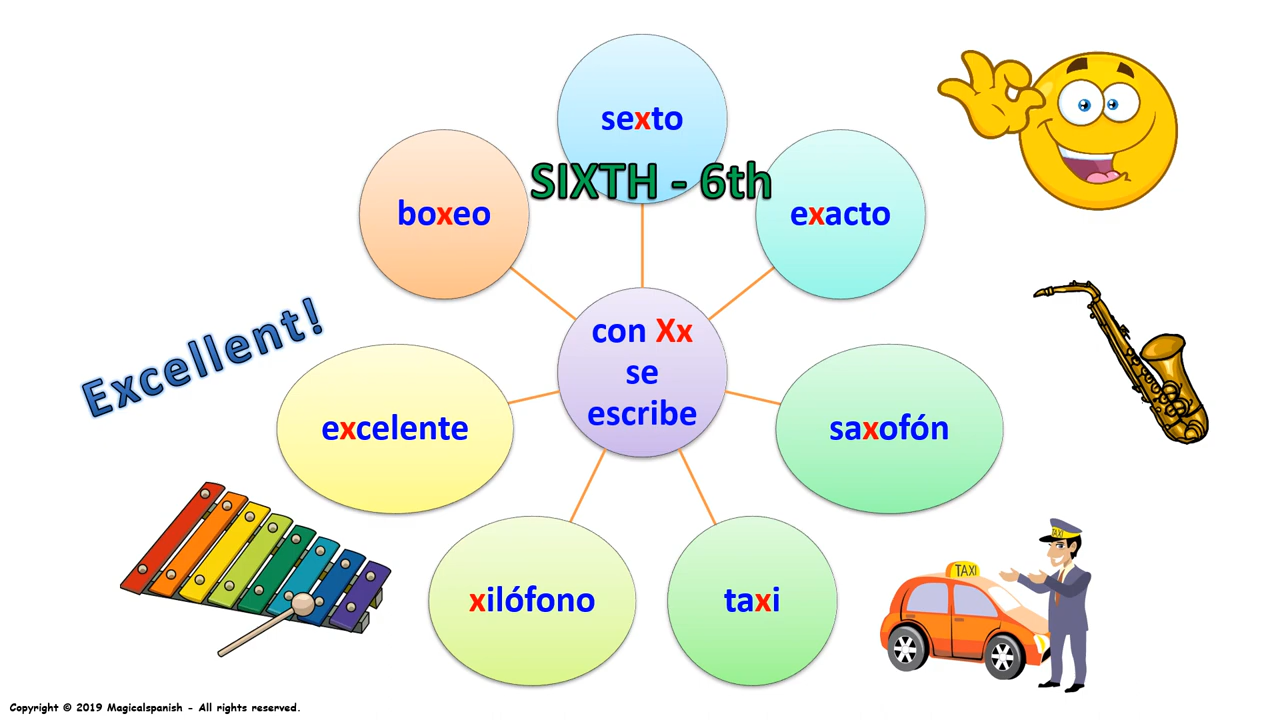 sexto
SIXTH - 6th
boxeo
exacto
con Xx
se
escribe
Excellent!
excelente
saxofón
xilófono
taxi
TAXI
TAXI
Copyright © 2019 Magicalspanish - All rights reserved.